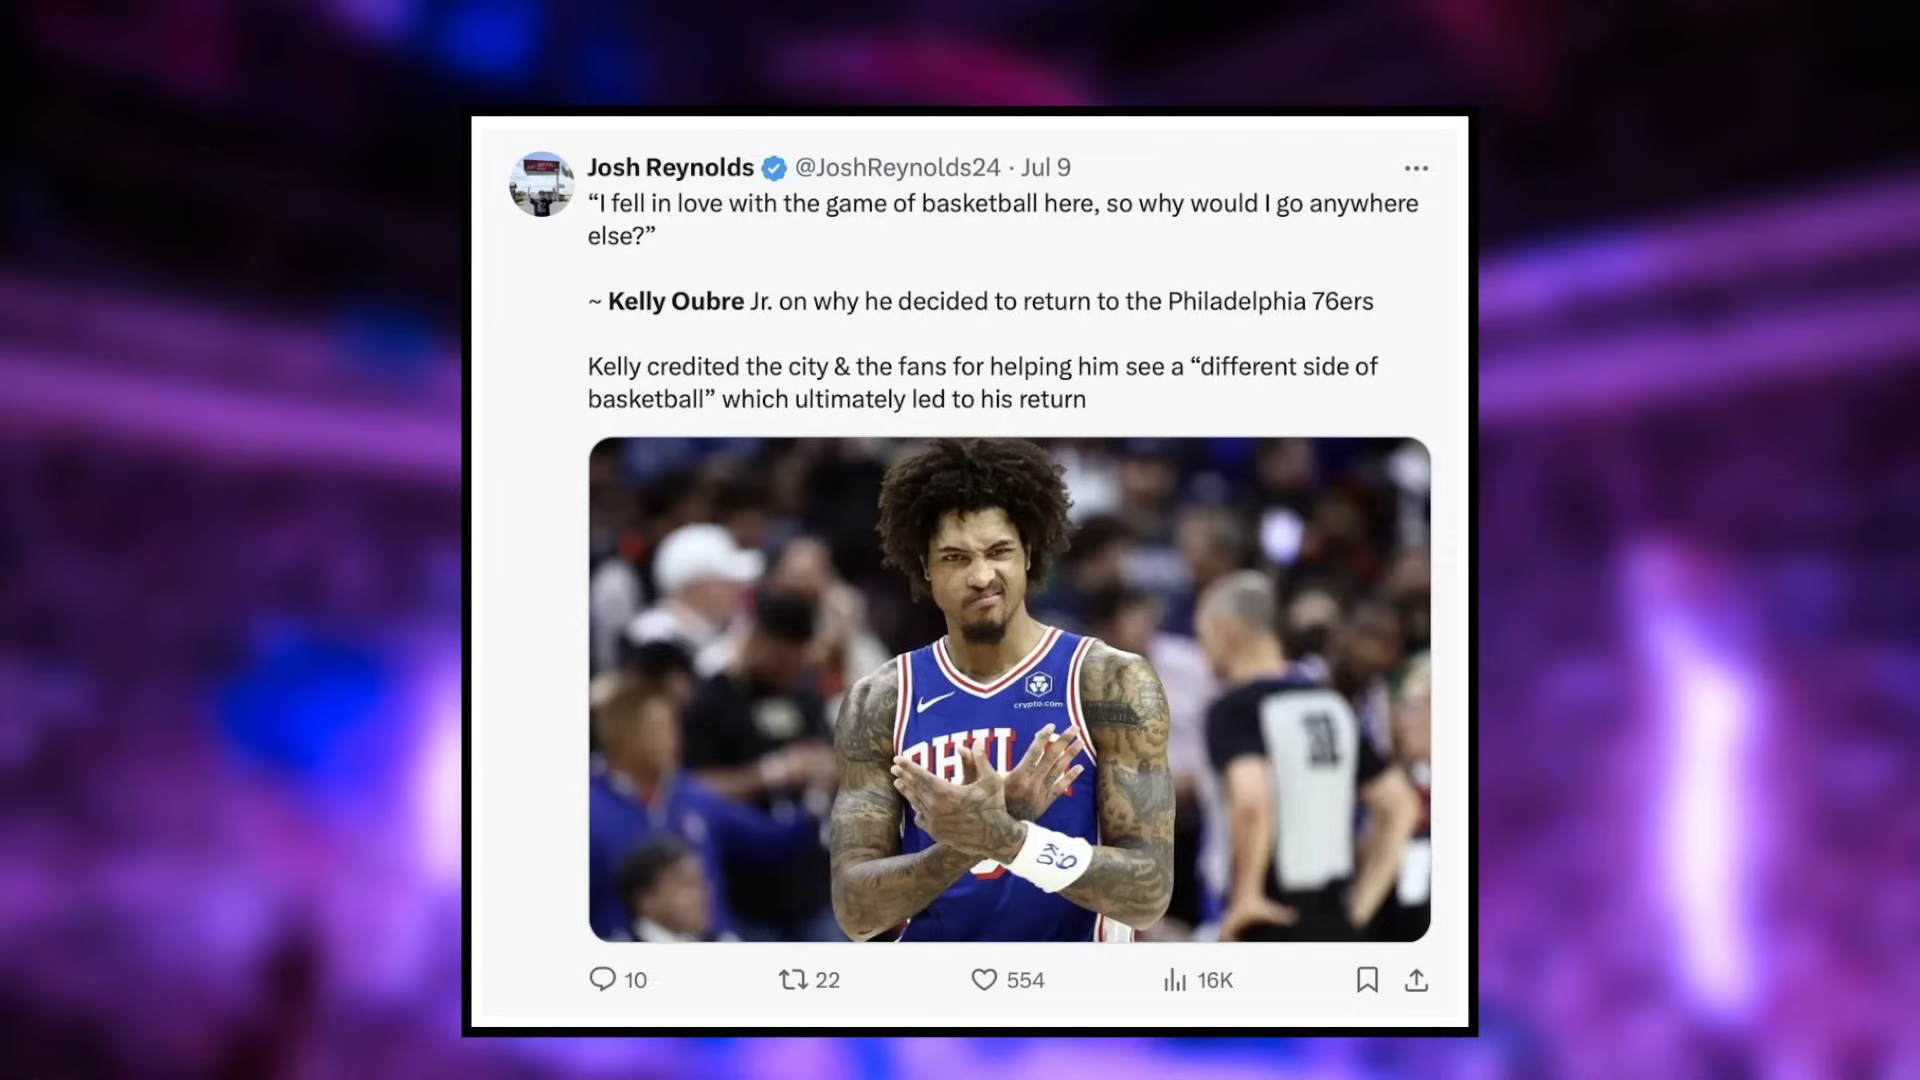 Josh Reynolds @JoshReynolds24 · Jul 9
“I fell in love with the game of basketball here, so why would I go anywhere
else?”
~ Kelly Oubre Jr. on why he decided to return to the Philadelphia 76ers
Kelly credited the city & the fans for helping him see a “different side of
basketball” which ultimately led to his return
crypto.com
PHIL
10 22 554 16K